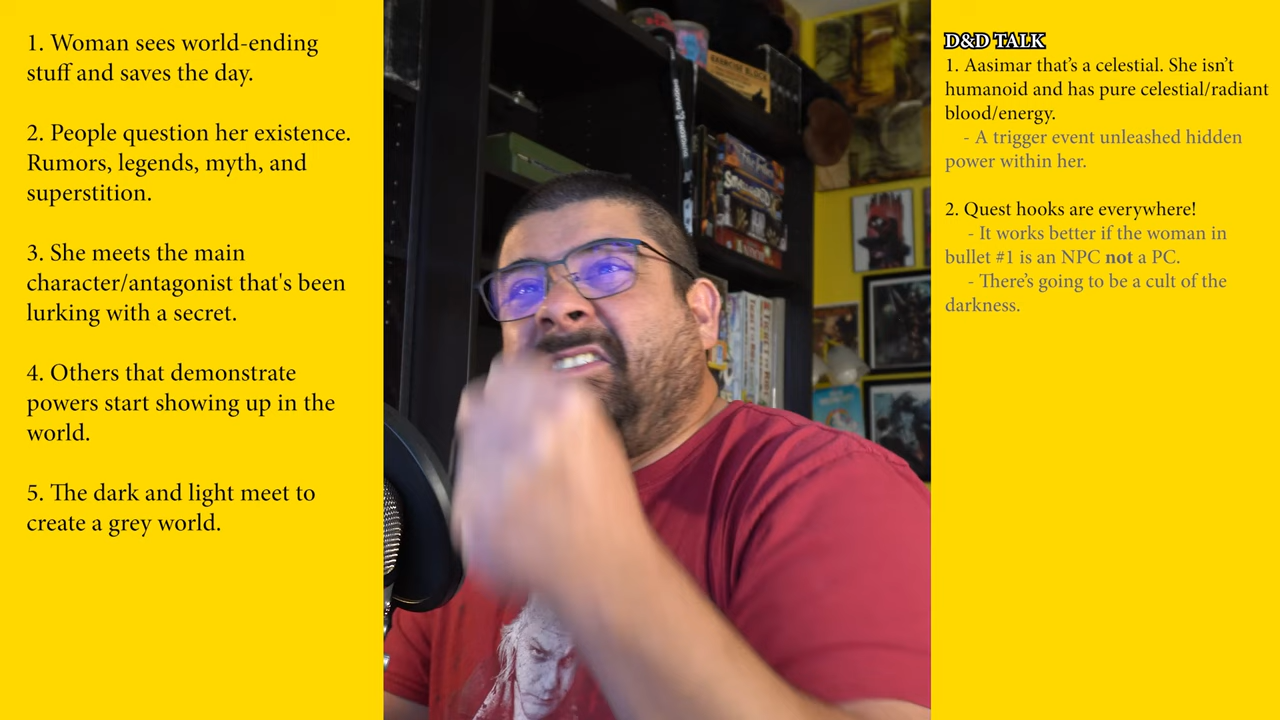 1. Woman sees world-ending
stuff and saves the day.
2. People question her existence.
Rumors, legends, myth, and
superstition.
3. She meets the main
character/antagonist that's been
lurking with a secret.
4. Others that demonstrate
powers start showing up in the
world.
5. The dark and light meet to
create a grey world.
D&D TALK
1. Aasimar that’s a celestial. She isn’t
humanoid and has pure celestial/radiant
blood/energy.
- A trigger event unleashed hidden
power within her.
2. Quest hooks are everywhere!
- It works better if the woman in
bullet #1 is an NPC not a PC.
- There’s going to be a cult of the
darkness.